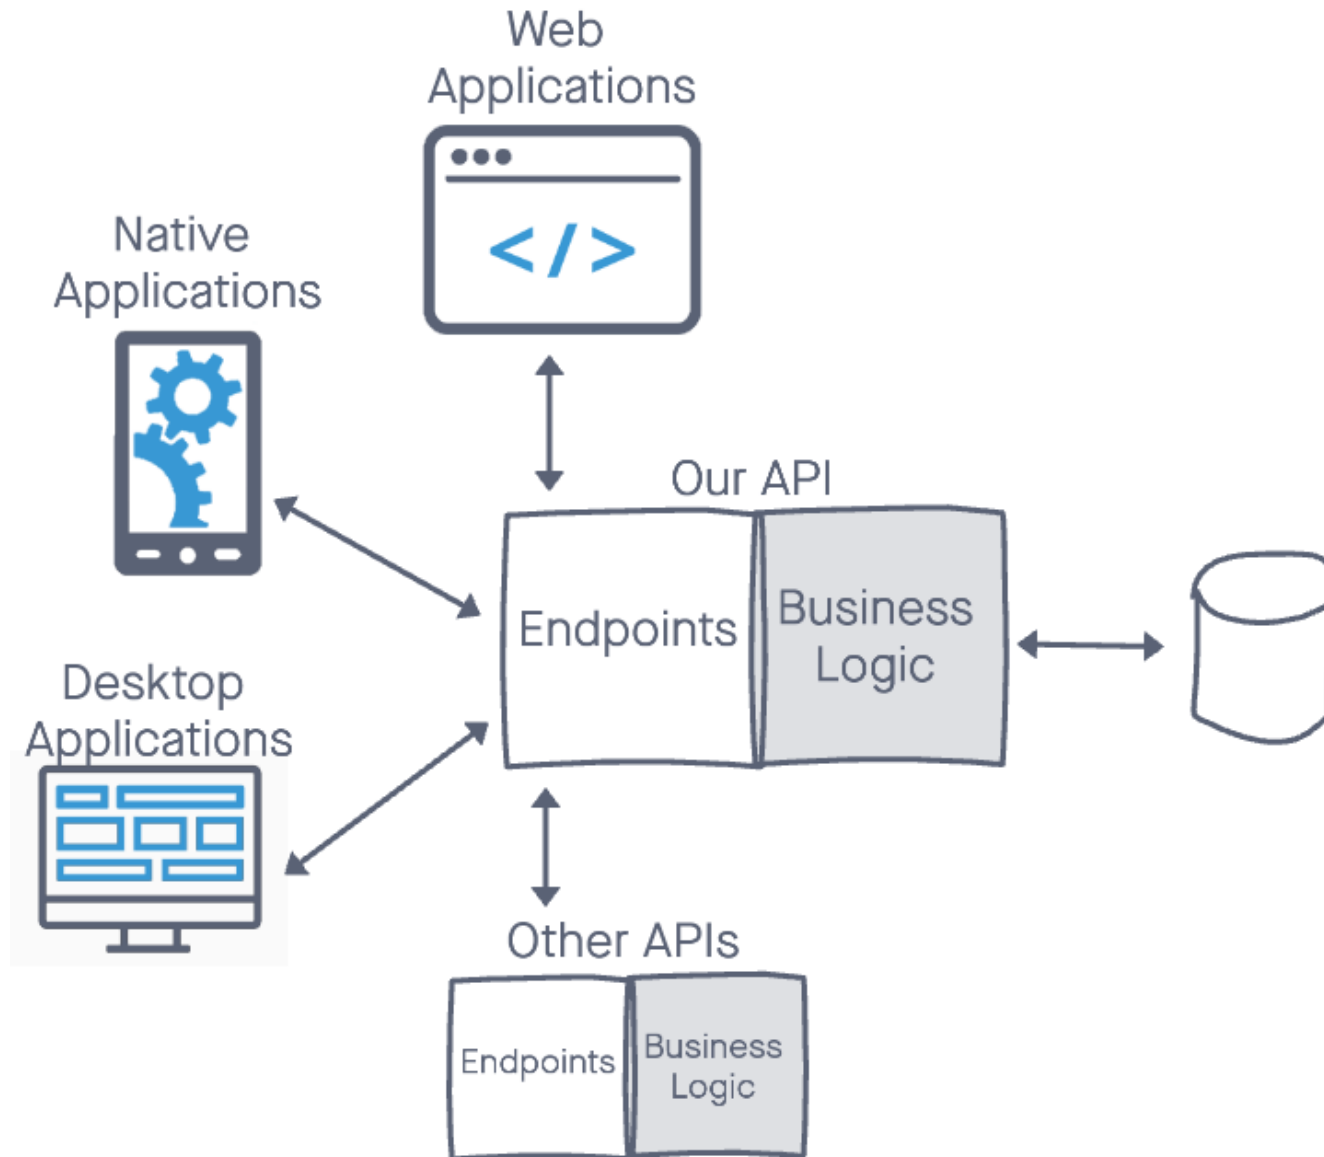 Web
Applications
</>
Native
Applications
Our API
Endpoints
Business
Logic
Desktop
Applications
Other APIs
Endpoints
Business
Logic